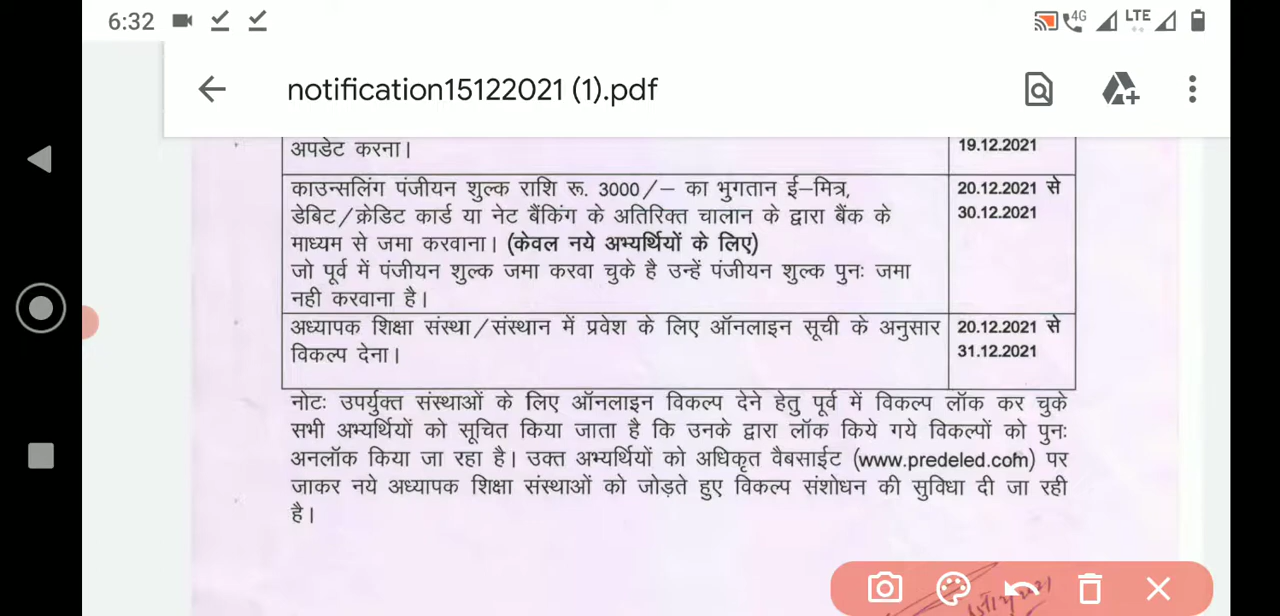 6:32
4G LTE
notification15122021 (1).pdf
अपडेट करना।
19.12.2021
काउन्सलिंग पंजीयन शुल्क राशि रू. 3000/– का भुगतान ई–मित्र,
डेबिट/क्रेडिट कार्ड या नेट बैंकिंग के अतिरिक्त चालान के द्वारा बैंक के
माध्यम से जमा करवाना। (केवल नये अभ्यर्थियों के लिए)
जो पूर्व में पंजीयन शुल्क जमा करवा चुके है उन्हें पंजीयन शुल्क पुनः जमा
नही करवाना है।
20.12.2021 से
30.12.2021
अध्यापक शिक्षा संस्था/संस्थान में प्रवेश के लिए ऑनलाइन सूची के अनुसार
विकल्प देना।
20.12.2021 से
31.12.2021
नोटः उपर्युक्त संस्थाओं के लिए ऑनलाइन विकल्प देने हेतु पूर्व में विकल्प लॉक कर चुके
सभी अभ्यर्थियों को सूचित किया जाता है कि उनके द्वारा लॉक किये गये विकल्पों को पुनः
अनलॉक किया जा रहा है। उक्त अभ्यर्थियों को अधिकृत वैबसाईट (www.predeled.com) पर
जाकर नये अध्यापक शिक्षा संस्थाओं को जोड़ते हुए विकल्प संशोधन की सुविधा दी जा रही
है।